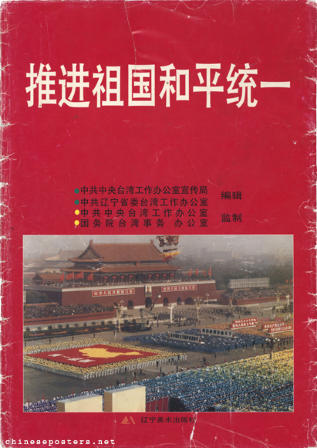 推进祖国和平统一
中共中央台湾工作办公室宣传局
中共辽宁省委台湾工作办公室
编辑
中共中央台湾工作办公室
国务院台湾事务 办公室
监制
辽宁美术出版社
chineseposters.net